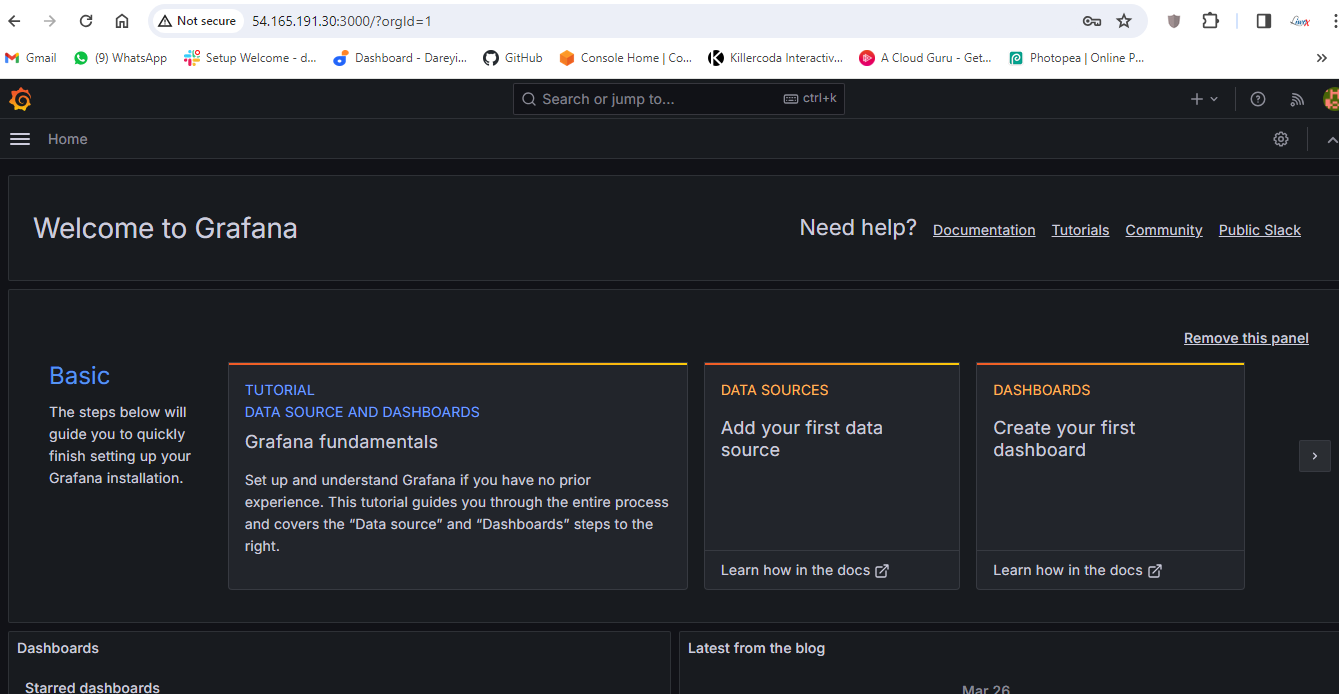 Not secure 54.165.191.30:3000/?orgId=1
Gmail (9) WhatsApp Setup Welcome - d... Dashboard - Dareyi... GitHub Console Home | Co... Killercoda Interactiv... A Cloud Guru - Get... Photopea | Online P... »
Search or jump to... ctrl+k
Home
Welcome to Grafana
Need help? Documentation Tutorials Community Public Slack
Remove this panel
Basic
The steps below will
guide you to quickly
finish setting up your
Grafana installation.
TUTORIAL
DATA SOURCE AND DASHBOARDS
Grafana fundamentals
Set up and understand Grafana if you have no prior
experience. This tutorial guides you through the entire process
and covers the “Data source” and “Dashboards” steps to the
right.
DATA SOURCES
Add your first data
source
Learn how in the docs
DASHBOARDS
Create your first
dashboard
Learn how in the docs
Dashboards
Starred dashboards
Latest from the blog
Mar 26